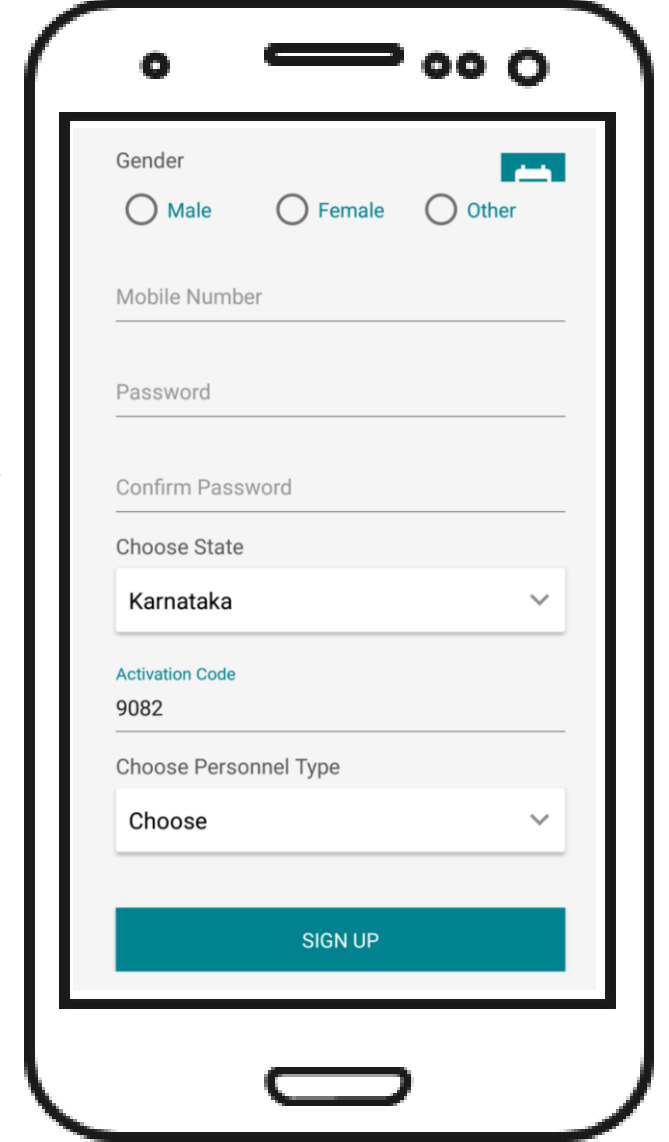 Gender
Male Female Other
Mobile Number
Password
Confirm Password
Choose State
Karnataka
Activation Code
9082
Choose Personnel Type
Choose
SIGN UP